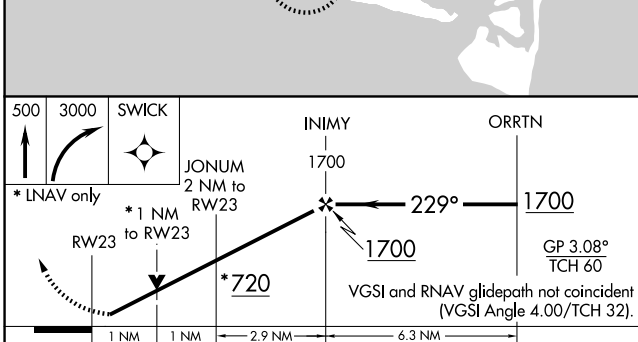 500 3000 SWICK
INIMY ORRTN
1700
JONUM
2 NM to
RW23
* LNAV only
*1 NM
to RW23
RW23
229° 1700
1700
*720
GP 3.08°
TCH 60
VGSI and RNAV glidepath not coincident
(VGSI Angle 4.00/TCH 32).
1 NM 1 NM 2.9 NM 6.3 NM